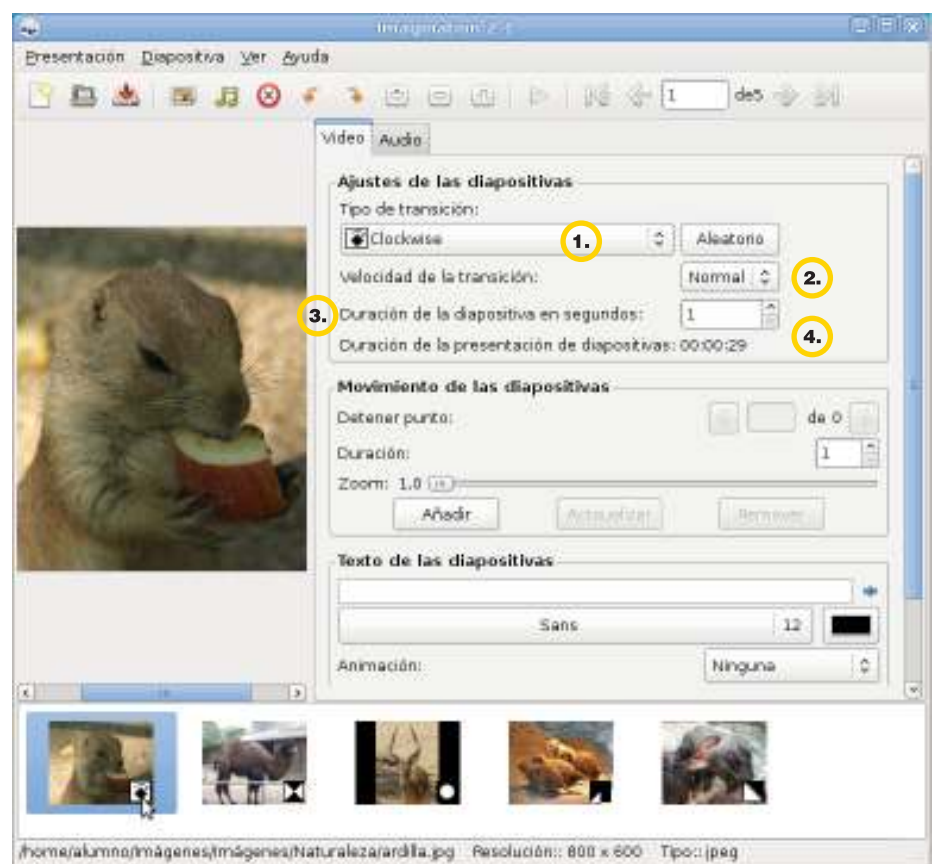 Imagination 2.1
Presentación Diapositiva Ver Ayuda
1 de5
Video Audio
Ajustes de las diapositivas
Tipo de transición:
Clockwise 1. Aleatorio
Velocidad de la transición: Normal 2.
3. Duración de la diapositiva en segundos: 1
Duración de la presentación de diapositivas: 00:00:29 4.
Movimiento de las diapositivas
Detener punto: de 0
Duración: 1
Zoom: 1.0
Añadir Actualizar Remover
Texto de las diapositivas
Sans 12
Animación: Ninguna
/home/alumno/Imágenes/Imágenes/Naturaleza/ardilla.jpg Resolución:: 800 x 600 Tipo:: jpeg